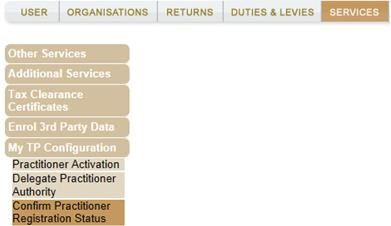 USER ORGANISATIONS RETURNS DUTIES & LEVIES SERVICES
Other Services
Additional Services
Tax Clearance
Certificates
Enrol 3rd Party Data
My TP Configuration
Practitioner Activation
Delegate Practitioner
Authority
Confirm Practitioner
Registration Status